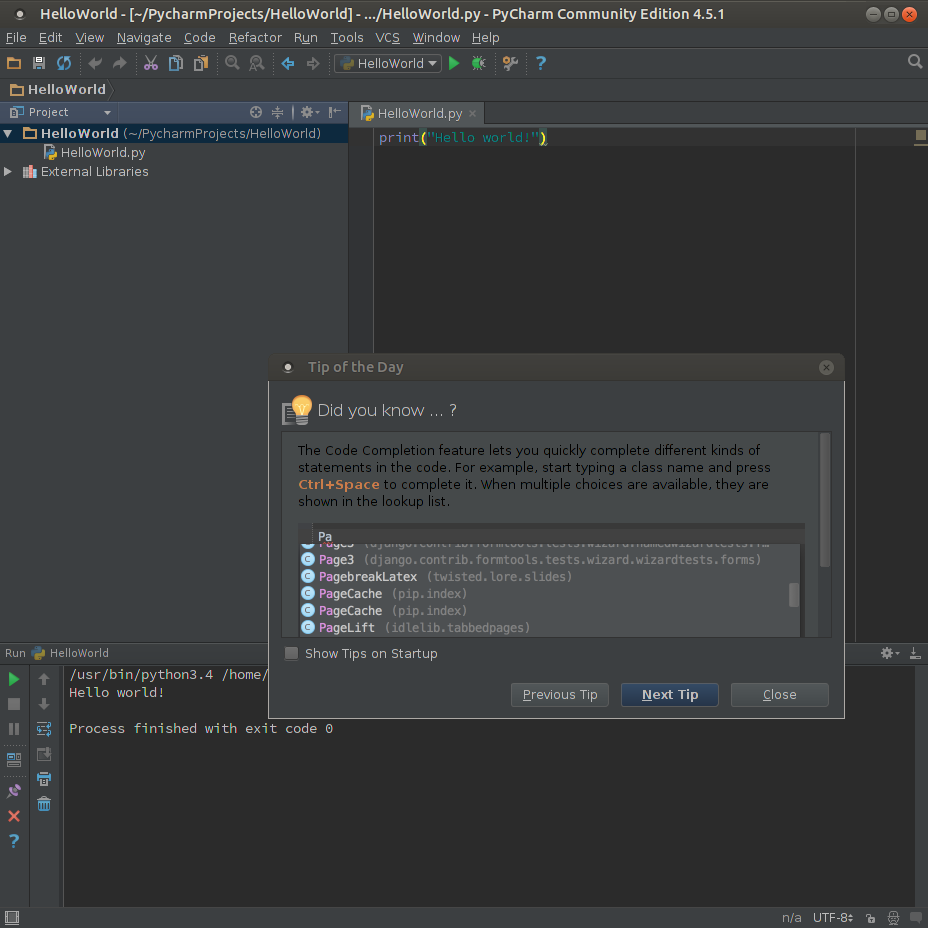 HelloWorld - [~/PycharmProjects/HelloWorld] - .../HelloWorld.py - PyCharm Community Edition 4.5.1
File Edit View Navigate Code Refactor Run Tools VCS Window Help
HelloWorld
HelloWorld
Project
HelloWorld.py
HelloWorld (~/PycharmProjects/HelloWorld)
HelloWorld.py
External Libraries
print("Hello world!")
Tip of the Day
Did you know ... ?
The Code Completion feature lets you quickly complete different kinds of
statements in the code. For example, start typing a class name and press
Ctrl+Space to complete it. When multiple choices are available, they are
shown in the lookup list.
Pa
Page3 (django.contrib.formtools.tests.wizard.wizardtests.forms)
PagebreakLatex (twisted.lore.slides)
PageCache (pip.index)
PageCache (pip.index)
PageLift (idlelib.tabbedpages)
Show Tips on Startup
Previous Tip Next Tip Close
Run HelloWorld
/usr/bin/python3.4 /home/
Hello world!
Process finished with exit code 0
n/a UTF-8